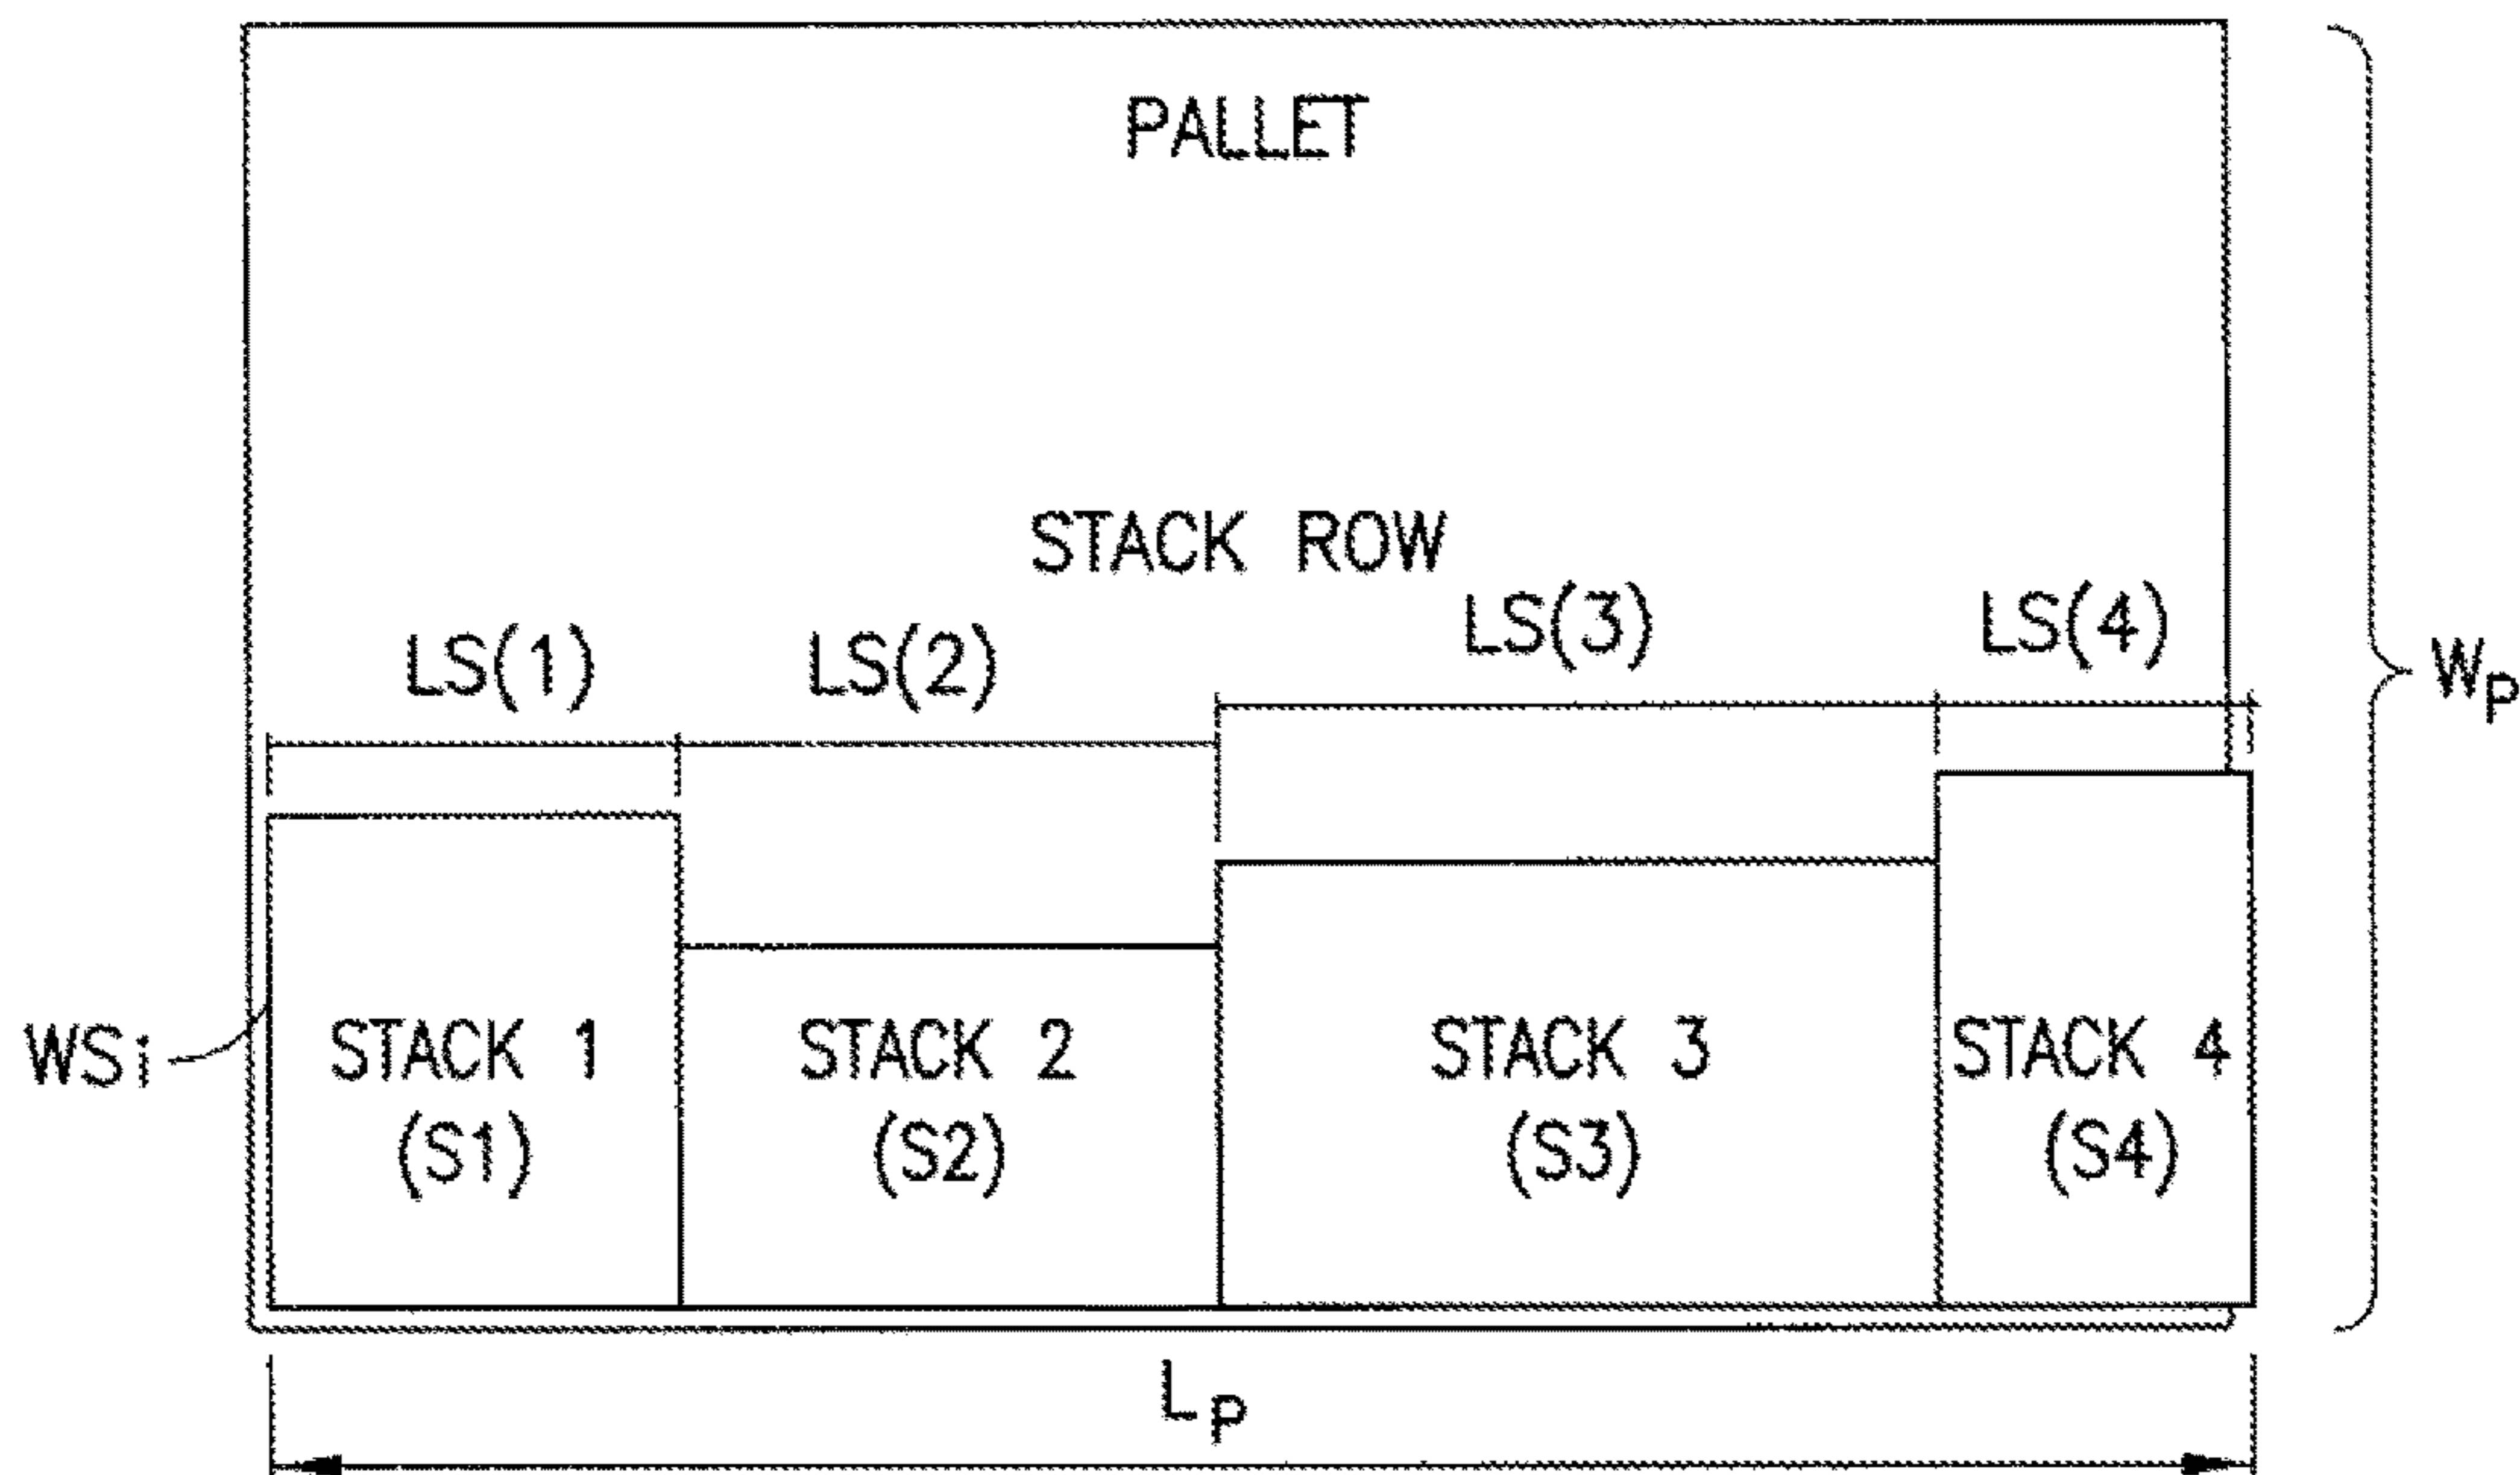 PALLET
STACK ROW
LS(1)
LS(2)
LS(3)
LS(4)
Wp
WSi
STACK 1
(S1)
STACK 2
(S2)
STACK 3
(S3)
STACK 4
(S4)
Lp